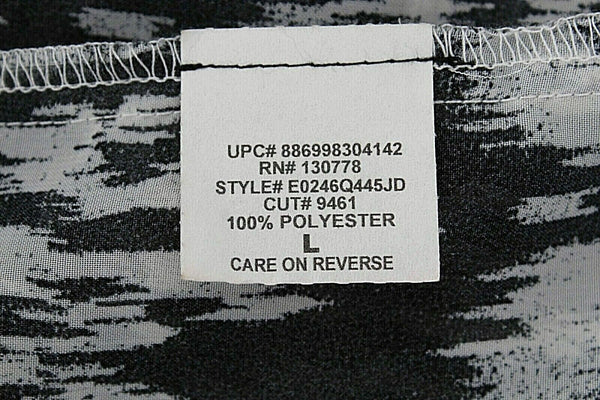 UPC# 886998304142
RN# 130778
STYLE# E0246Q445JD
CUT# 9461
100% POLYESTER
L
CARE ON REVERSE